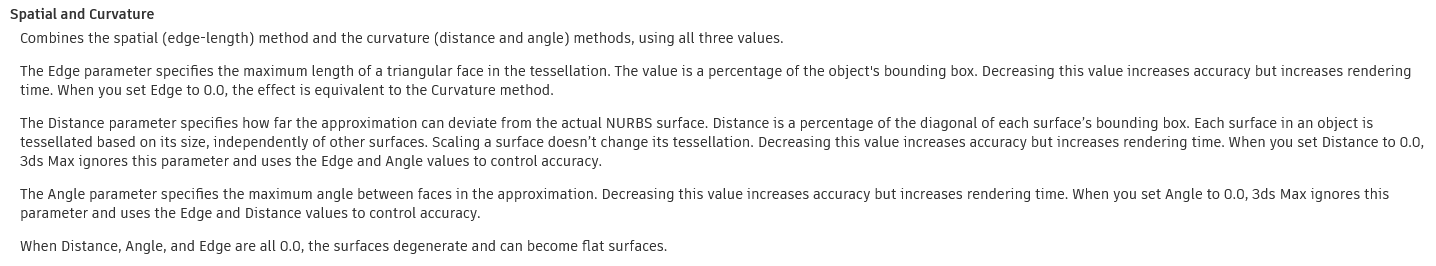 Spatial and Curvature
Combines the spatial (edge-length) method and the curvature (distance and angle) methods, using all three values.
The Edge parameter specifies the maximum length of a triangular face in the tessellation. The value is a percentage of the object's bounding box. Decreasing this value increases accuracy but increases rendering
time. When you set Edge to 0.0, the effect is equivalent to the Curvature method.
The Distance parameter specifies how far the approximation can deviate from the actual NURBS surface. Distance is a percentage of the diagonal of each surface’s bounding box. Each surface in an object is
tessellated based on its size, independently of other surfaces. Scaling a surface doesn’t change its tessellation. Decreasing this value increases accuracy but increases rendering time. When you set Distance to 0.0,
3ds Max ignores this parameter and uses the Edge and Angle values to control accuracy.
The Angle parameter specifies the maximum angle between faces in the approximation. Decreasing this value increases accuracy but increases rendering time. When you set Angle to 0.0, 3ds Max ignores this
parameter and uses the Edge and Distance values to control accuracy.
When Distance, Angle, and Edge are all 0.0, the surfaces degenerate and can become flat surfaces.